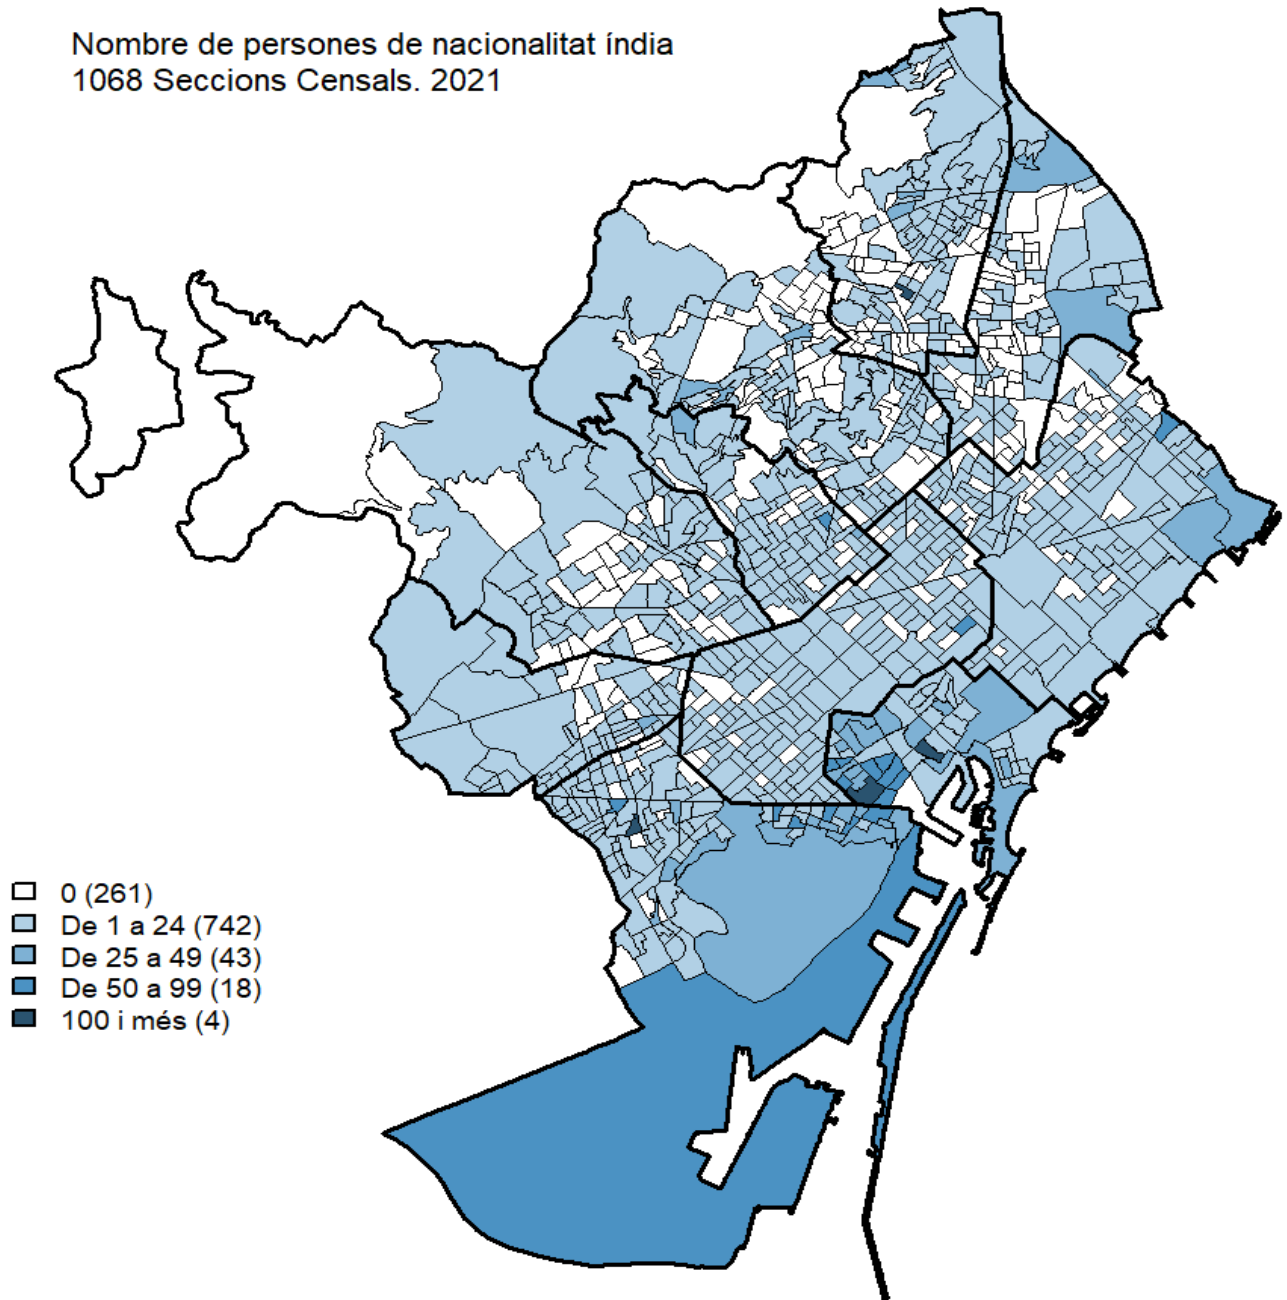 Nombre de persones de nacionalitat índia
1068 Seccions Censals. 2021
0 (261)
De 1 a 24 (742)
De 25 a 49 (43)
De 50 a 99 (18)
100 i més (4)